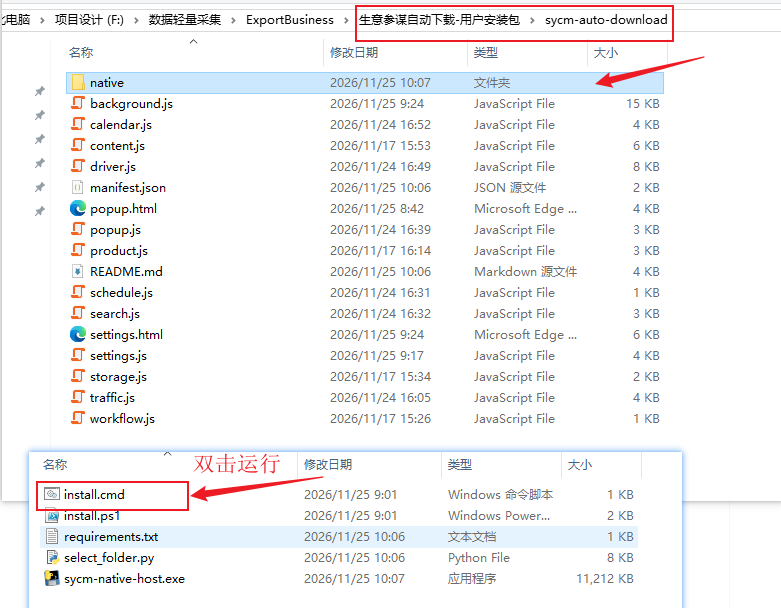 匕电脑 › 项目设计 (F:) › 数据轻量采集 › ExportBusiness › 生意参谋自动下载-用户安装包 › sycm-auto-download
名称 修改日期 类型 大小
native 2026/11/25 10:07 文件夹
background.js 2026/11/25 9:24 JavaScript File 15 KB
calendar.js 2026/11/24 16:52 JavaScript File 4 KB
content.js 2026/11/17 15:53 JavaScript File 6 KB
driver.js 2026/11/24 16:49 JavaScript File 8 KB
manifest.json 2026/11/25 10:06 JSON 源文件 2 KB
popup.html 2026/11/25 8:42 Microsoft Edge ... 4 KB
popup.js 2026/11/24 16:39 JavaScript File 3 KB
product.js 2026/11/17 16:14 JavaScript File 3 KB
README.md 2026/11/25 10:06 Markdown 源文件 4 KB
schedule.js 2026/11/24 16:31 JavaScript File 1 KB
search.js 2026/11/24 16:32 JavaScript File 3 KB
settings.html 2026/11/25 9:24 Microsoft Edge ... 6 KB
settings.js 2026/11/25 9:17 JavaScript File 4 KB
storage.js 2026/11/17 15:34 JavaScript File 2 KB
traffic.js 2026/11/24 16:05 JavaScript File 4 KB
workflow.js 2026/11/17 15:26 JavaScript File 1 KB
名称 双击运行 修改日期 类型 大小
install.cmd 2026/11/25 9:01 Windows 命令脚本 1 KB
install.ps1 2026/11/25 9:01 Windows Power... 2 KB
requirements.txt 2026/11/25 10:06 文本文档 1 KB
select_folder.py 2026/11/25 10:06 Python File 8 KB
sycm-native-host.exe 2026/11/25 10:07 应用程序 11,212 KB